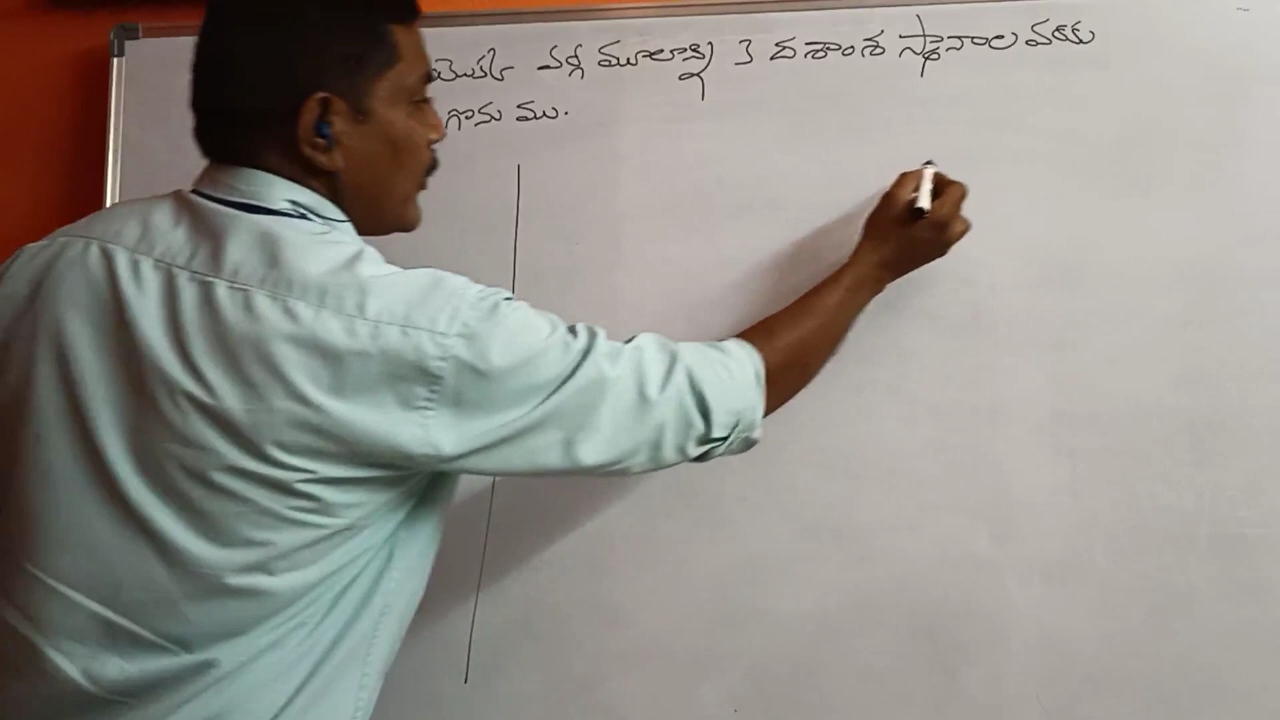 యొక్క వర్గ మూలాన్ని 3 దశాంశ స్థానాల వరకు
గొనుము.